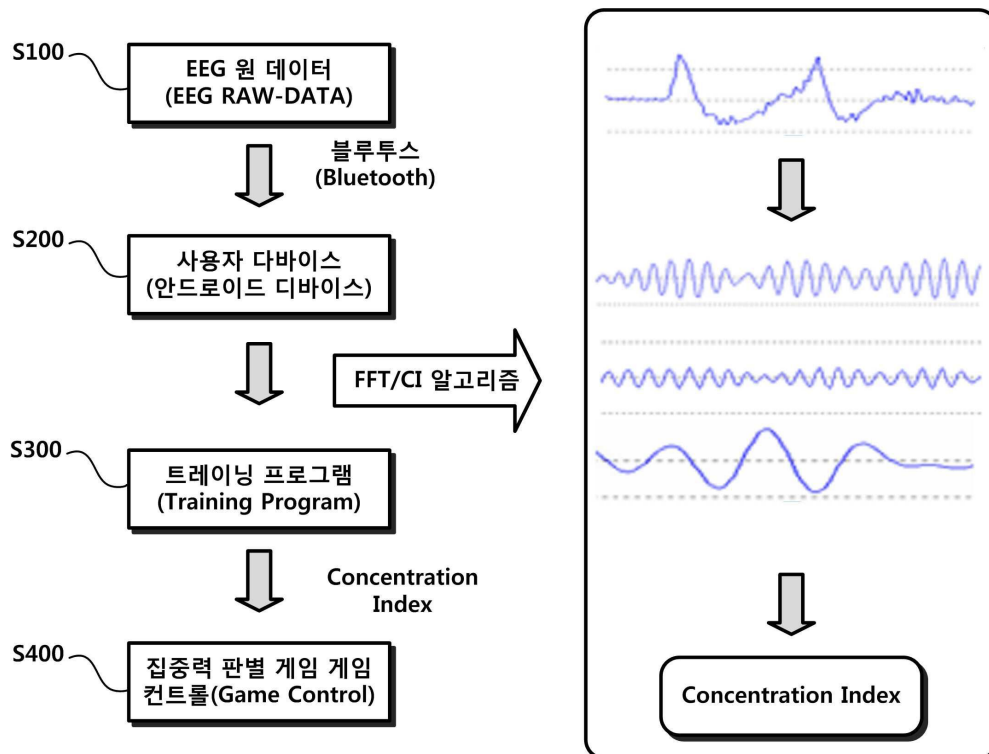 S100
EEG 원 데이터
(EEG RAW-DATA)
블루투스
(Bluetooth)
S200
사용자 다바이스
(안드로이드 디바이스)
FFT/CI 알고리즘
S300
트레이닝 프로그램
(Training Program)
Concentration
Index
S400
집중력 판별 게임 게임
컨트롤(Game Control)
Concentration Index